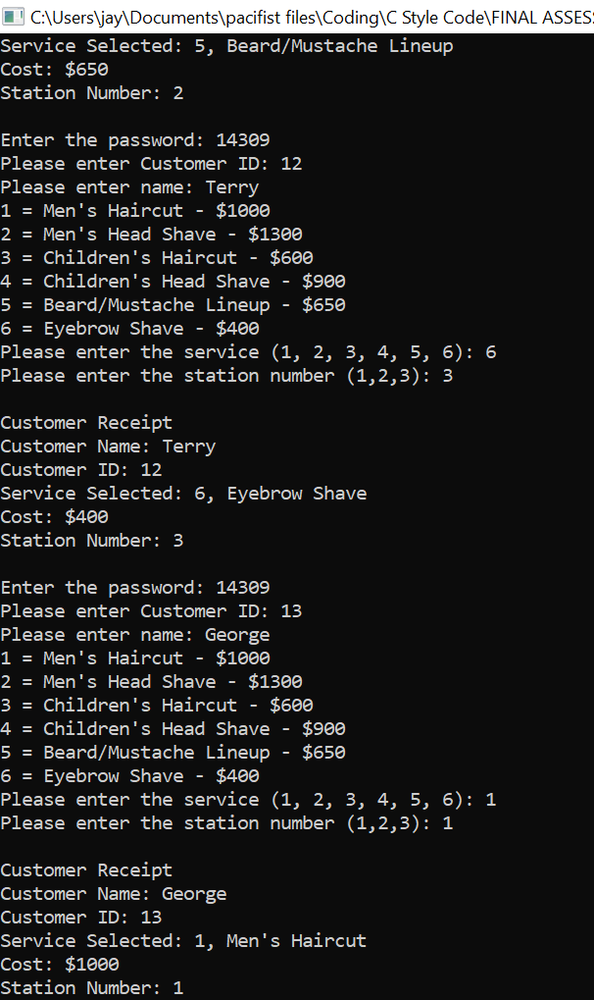 C:\Users\jay\Documents\pacifist files\Coding\C Style Code\FINAL ASSES
Service Selected: 5, Beard/Mustache Lineup
Cost: $650
Station Number: 2
Enter the password: 14309
Please enter Customer ID: 12
Please enter name: Terry
1 = Men's Haircut - $1000
2 = Men's Head Shave - $1300
3 = Children's Haircut - $600
4 = Children's Head Shave - $900
5 = Beard/Mustache Lineup - $650
6 = Eyebrow Shave - $400
Please enter the service (1, 2, 3, 4, 5, 6): 6
Please enter the station number (1,2,3): 3
Customer Receipt
Customer Name: Terry
Customer ID: 12
Service Selected: 6, Eyebrow Shave
Cost: $400
Station Number: 3
Enter the password: 14309
Please enter Customer ID: 13
Please enter name: George
1 = Men's Haircut - $1000
2 = Men's Head Shave - $1300
3 = Children's Haircut - $600
4 = Children's Head Shave - $900
5 = Beard/Mustache Lineup - $650
6 = Eyebrow Shave - $400
Please enter the service (1, 2, 3, 4, 5, 6): 1
Please enter the station number (1,2,3): 1
Customer Receipt
Customer Name: George
Customer ID: 13
Service Selected: 1, Men's Haircut
Cost: $1000
Station Number: 1